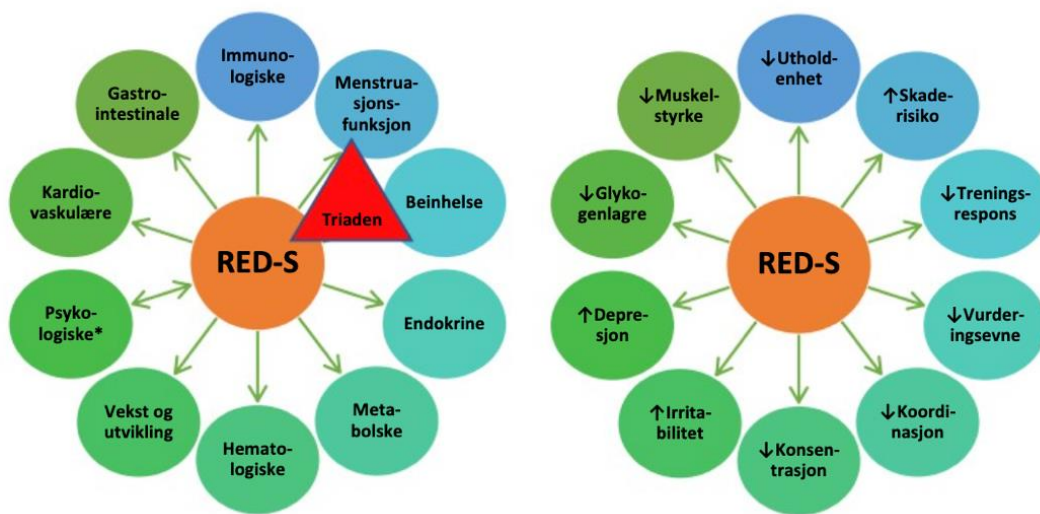 Immuno-
logiske
Menstrua-
sjons-
funksjon
Beinhelse
Endokrine
Meta-
bolske
Hemato-
logiske
Vekst og
utvikling
Psyko-
logiske*
Kardio-
vaskulære
Gastro-
intestinale
Triaden
RED-S
↓Uthold-
enhet
↑Skade-
risiko
↓Trenings-
respons
↓Vurder-
ingsevne
↓Koordi-
nasjon
↓Konsen-
trasjon
↑Irrita-
bilitet
↑Depre-
sjon
↓Glyko-
genlagre
↓Muskel-
styrke
RED-S